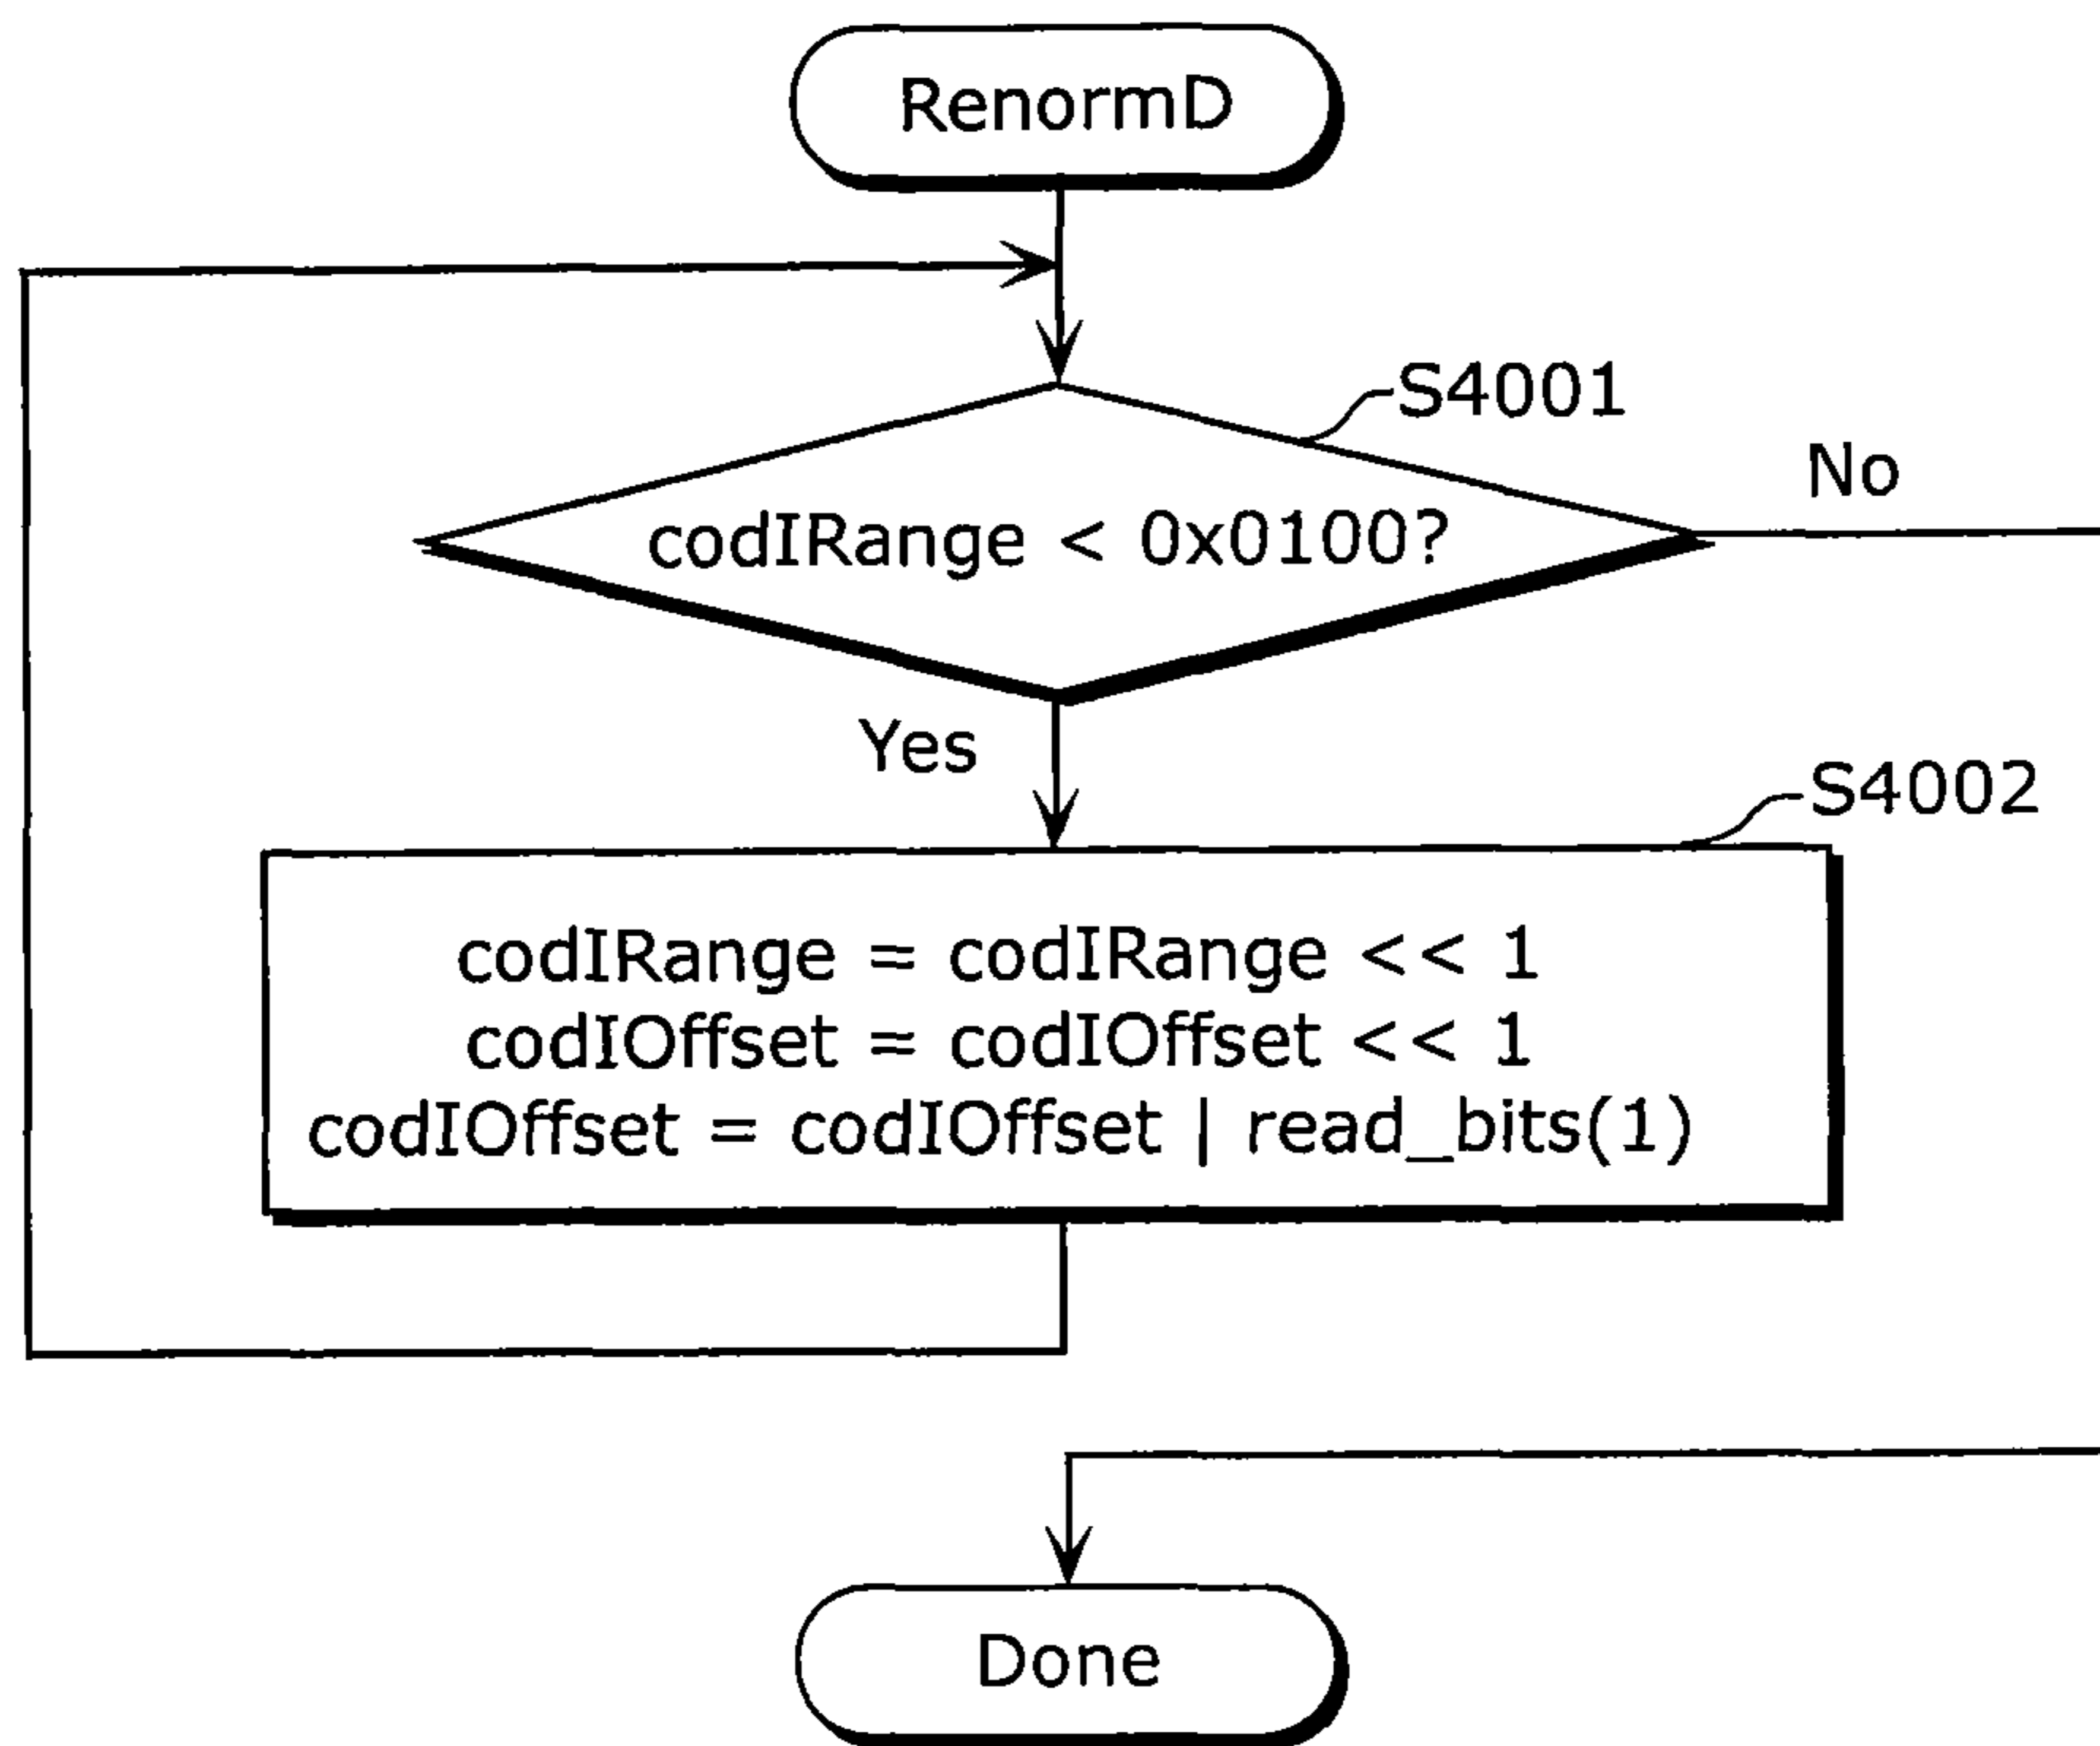 RenormD
S4001
No
codIRange < 0x0100?
Yes
S4002
codIRange = codIRange << 1
codIOffset = codIOffset << 1
codIOffset = codIOffset | read_bits(1)
Done